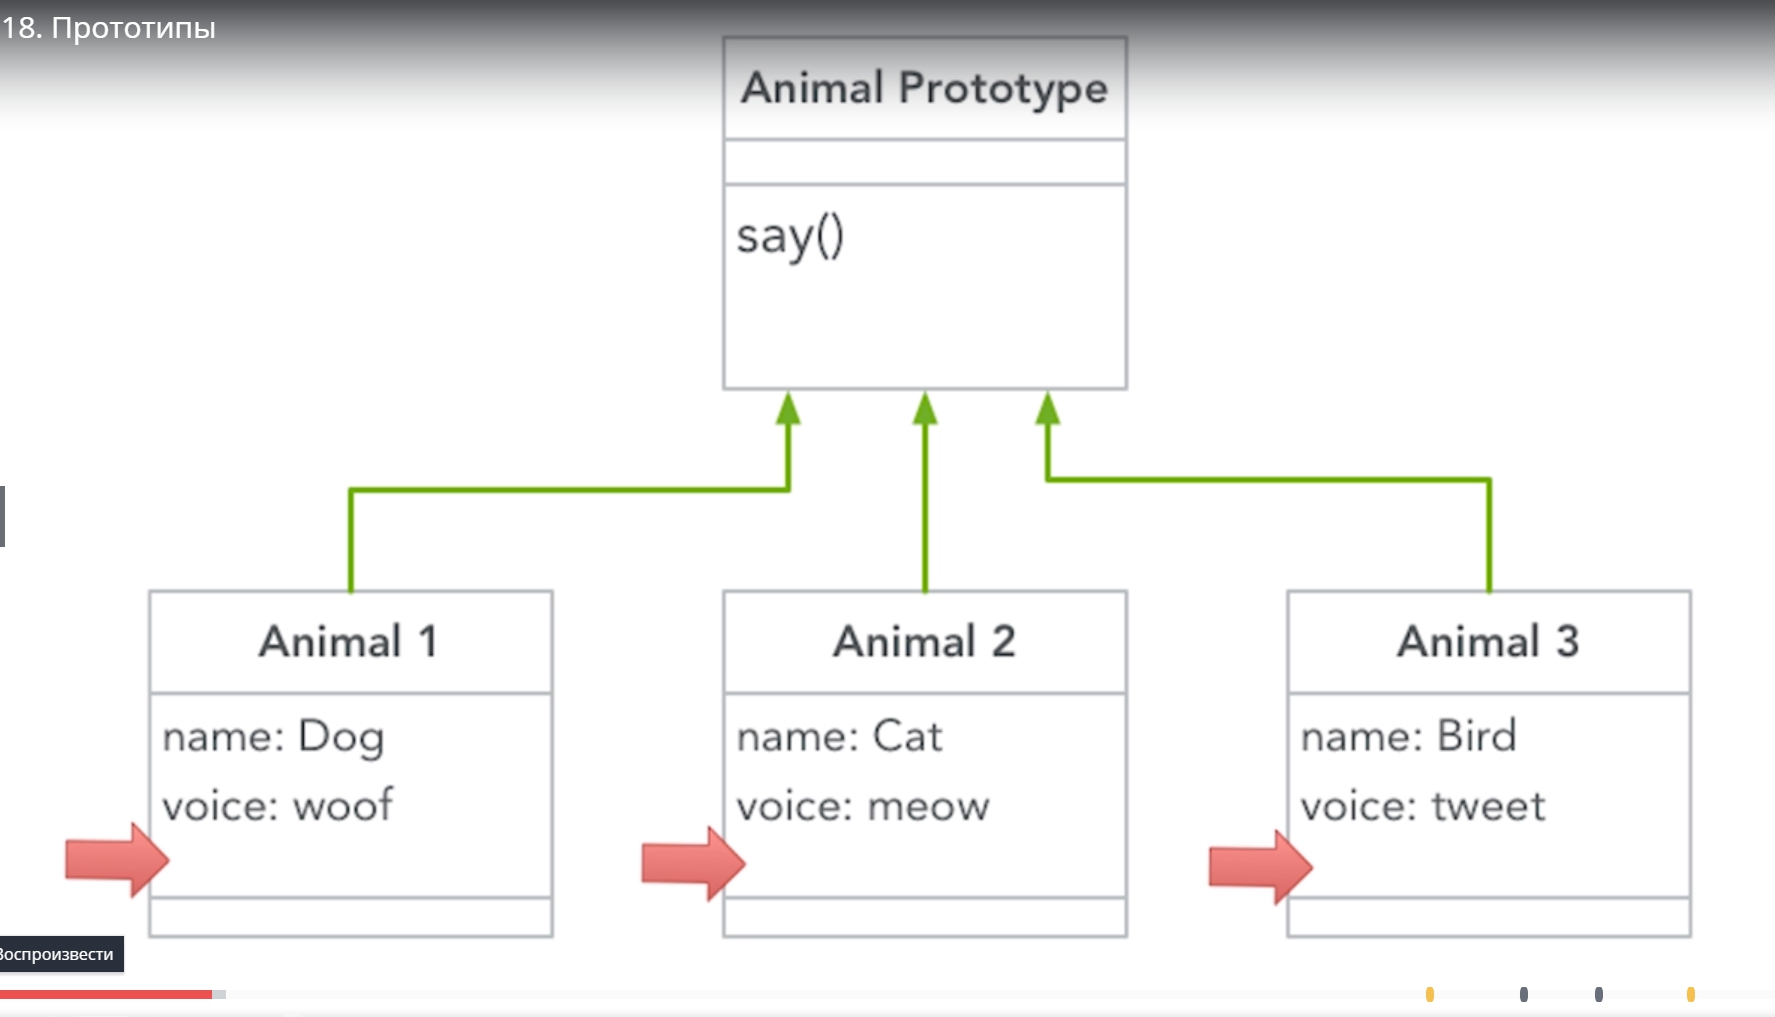 18. Прототипы
Animal Prototype
say()
Animal 1
name: Dog
voice: woof
Animal 2
name: Cat
voice: meow
Animal 3
name: Bird
voice: tweet
Воспроизвести